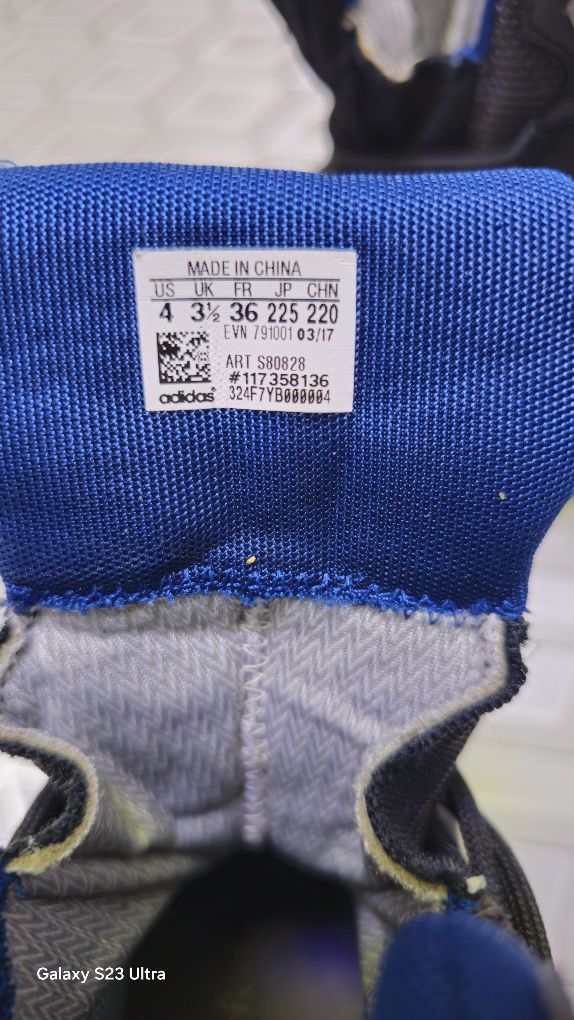 MADE IN CHINA
US UK FR JP CHN
4 3½ 36 225 220
EVN 791001 03/17
ART S80828
#117358136
adidas® 324F7YB000004
Galaxy S23 Ultra